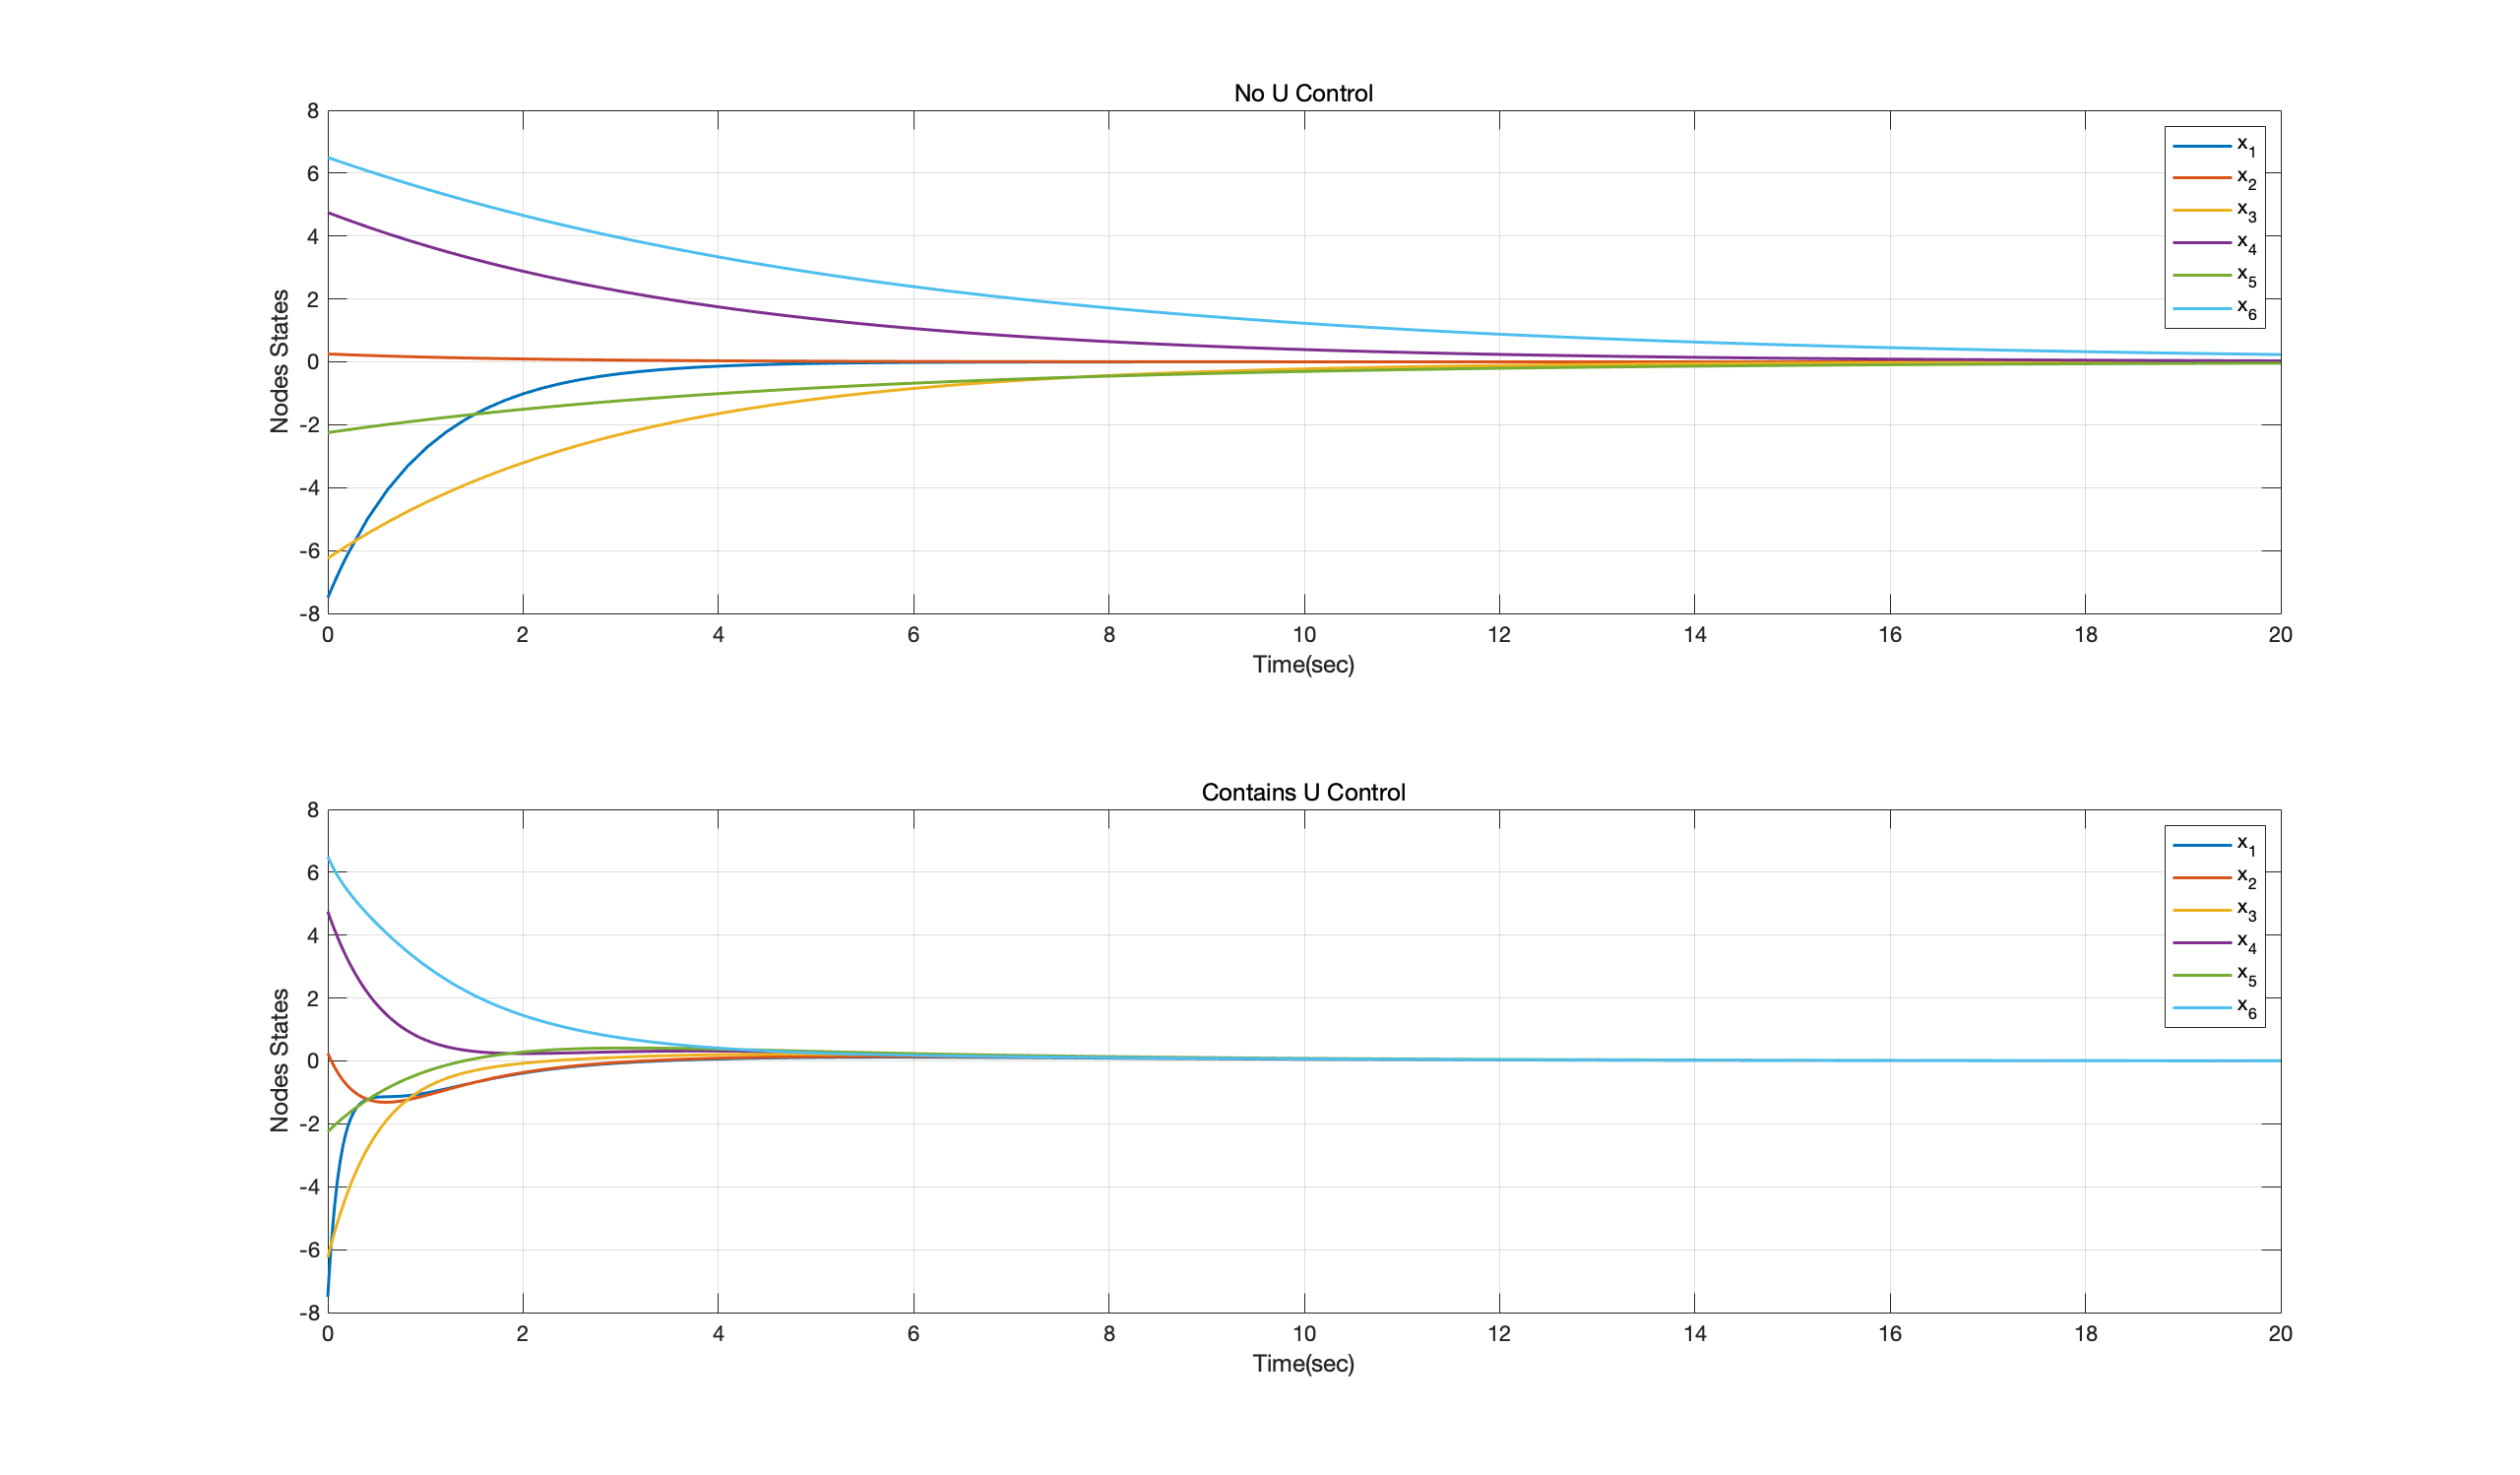 No U Control
8
6
4
2
0
-2
-4
-6
-8
Nodes States
x1
x2
x3
x4
x5
x6
0 2 4 6 8 10 12 14 16 18 20
Time(sec)
Contains U Control
8
6
4
2
0
-2
-4
-6
-8
Nodes States
x1
x2
x3
x4
x5
x6
0 2 4 6 8 10 12 14 16 18 20
Time(sec)